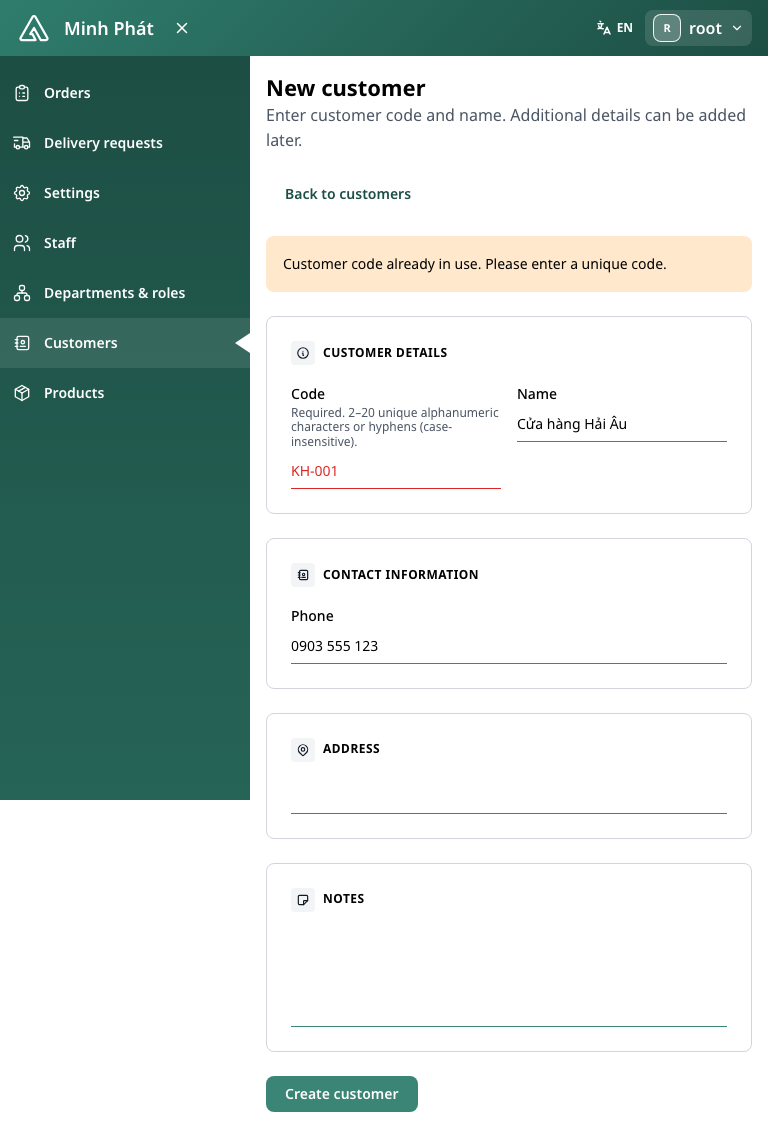 Minh Phát
EN
R
root
Orders
Delivery requests
Settings
Staff
Departments & roles
Customers
Products
New customer
Enter customer code and name. Additional details can be added
later.
Back to customers
Customer code already in use. Please enter a unique code.
CUSTOMER DETAILS
Code
Required. 2–20 unique alphanumeric
characters or hyphens (case-
insensitive).
KH-001
Name
Cửa hàng Hải Âu
CONTACT INFORMATION
Phone
0903 555 123
ADDRESS
NOTES
Create customer